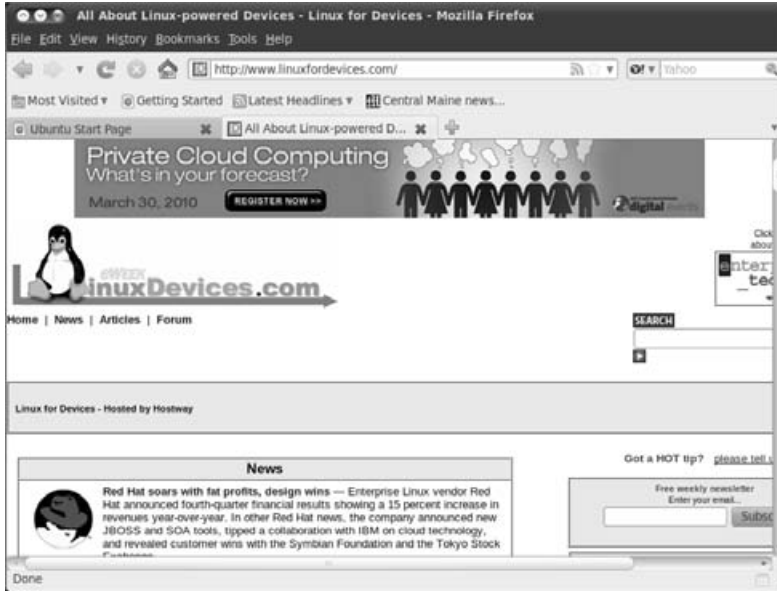 All About Linux-powered Devices - Linux for Devices - Mozilla Firefox
File Edit View History Bookmarks Tools Help
http://www.linuxfordevices.com/
Yahoo
Most Visited Getting Started Latest Headlines Central Maine news...
Ubuntu Start Page All About Linux-powered D...
Private Cloud Computing
What's in your forecast?
March 30, 2010 REGISTER NOW >>
digital
Click
abou
eWEEK
LinuxDevices.com
enter
_tec
Home | News | Articles | Forum
SEARCH
Linux for Devices - Hosted by Hostway
Got a HOT tip? please tell u
News
Red Hat soars with fat profits, design wins — Enterprise Linux vendor Red
Hat announced fourth-quarter financial results showing a 15 percent increase in
revenues year-over-year. In other Red Hat news, the company announced new
JBOSS and SOA tools, tipped a collaboration with IBM on cloud technology,
and revealed customer wins with the Symbian Foundation and the Tokyo Stock
Free weekly newsletter
Enter your email...
Subsc
Done